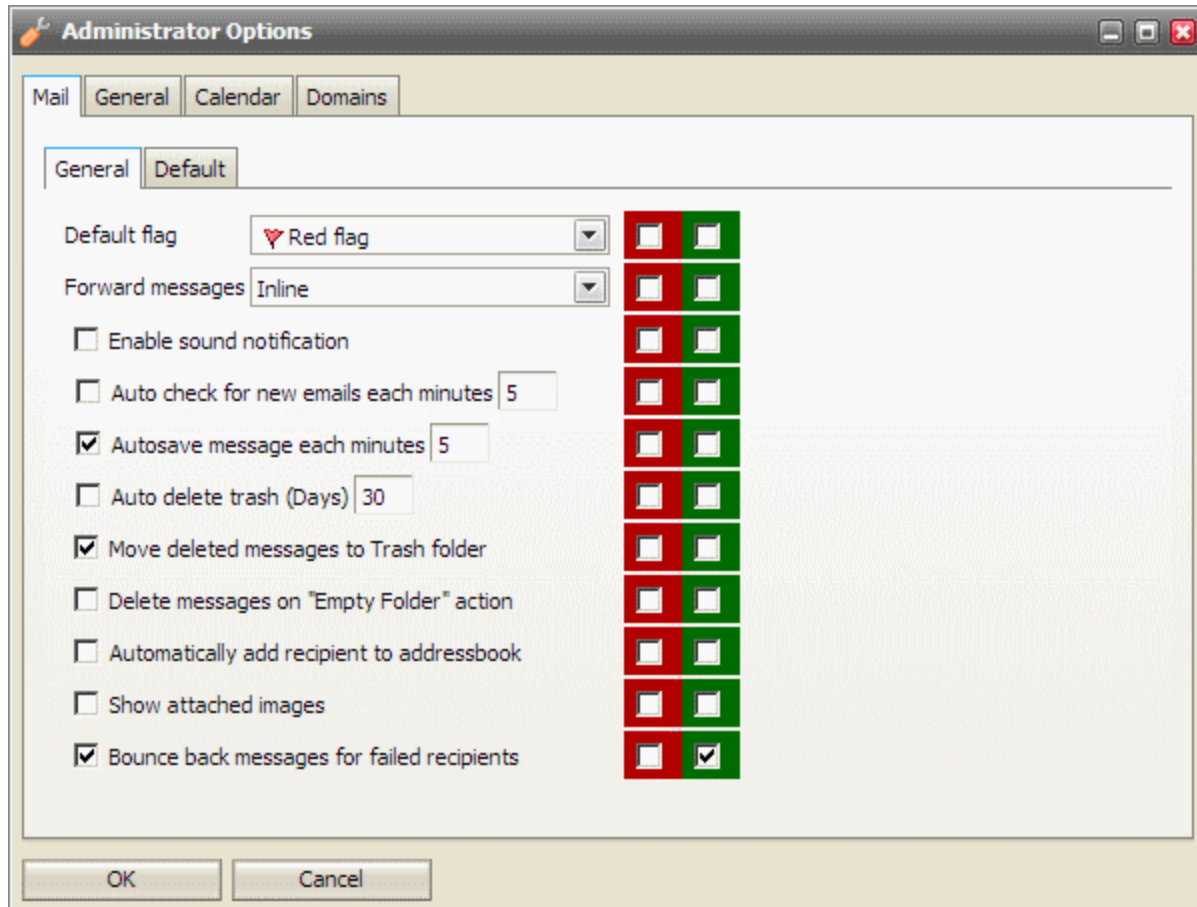 Administrator Options
Mail General Calendar Domains
General Default
Default flag Red flag
Forward messages Inline
Enable sound notification
Auto check for new emails each minutes 5
Autosave message each minutes 5
Auto delete trash (Days) 30
Move deleted messages to Trash folder
Delete messages on "Empty Folder" action
Automatically add recipient to addressbook
Show attached images
Bounce back messages for failed recipients
OK Cancel